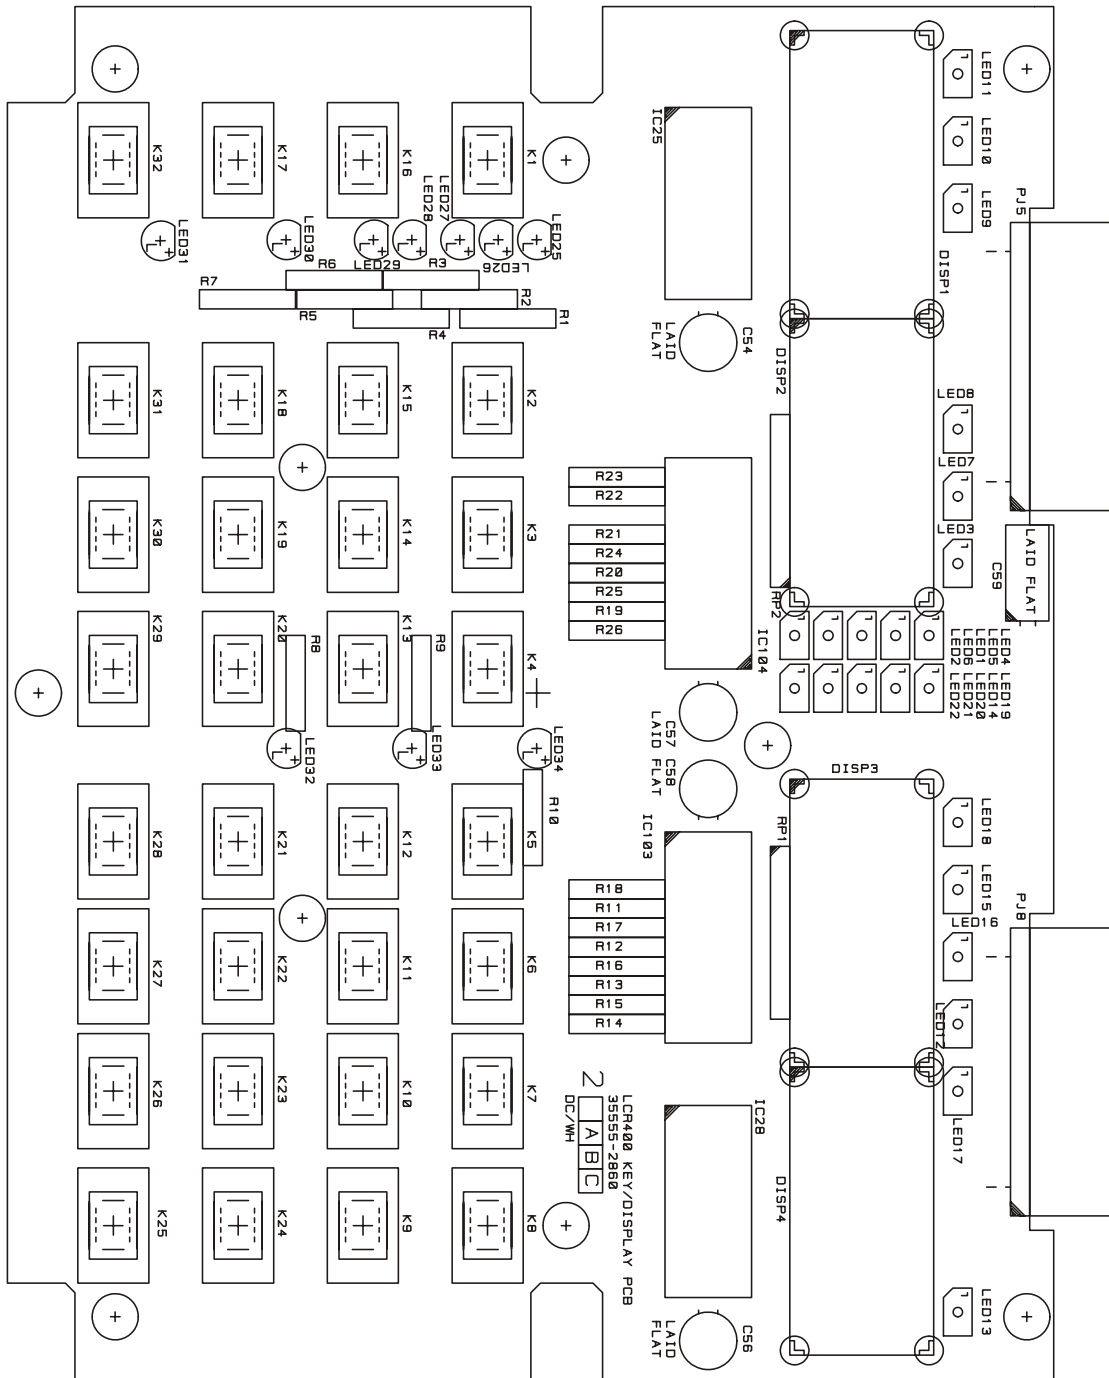 LED11
LED10
LED9
PJ5
IC25
K32
K17
K16
K1
LED27
LED28
LED31
LED30
LED29
LED26
LED25
R6
R3
R7
R5
R4
R2
R1
DISP1
LAID FLAT
C54
DISP2
K31
K18
K15
K2
LED8
LED7
LED3
R23
R22
R21
R24
R20
R25
R19
R26
K30
K19
K14
K3
LAID FLAT
C59
RP2
IC104
K29
K20
R8
K13
R9
K4
LED4
LED5
LED1
LED6
LED2
LED19
LED14
LED20
LED21
LED22
C57
LAID FLAT
C58
LAID FLAT
LED32
LED33
LED34
DISP3
R10
IC103
RP1
K28
K21
K12
K5
LED18
LED15
LED16
PJ8
R18
R11
R17
R12
R16
R13
R15
R14
K27
K22
K11
K6
LED12
LED17
2
A B C
DC/WH
35555-2860
LCR400 KEY/DISPLAY PCB
IC28
K26
K23
K10
K7
DISP4
K25
K24
K9
K8
LED13
LAID FLAT
C56